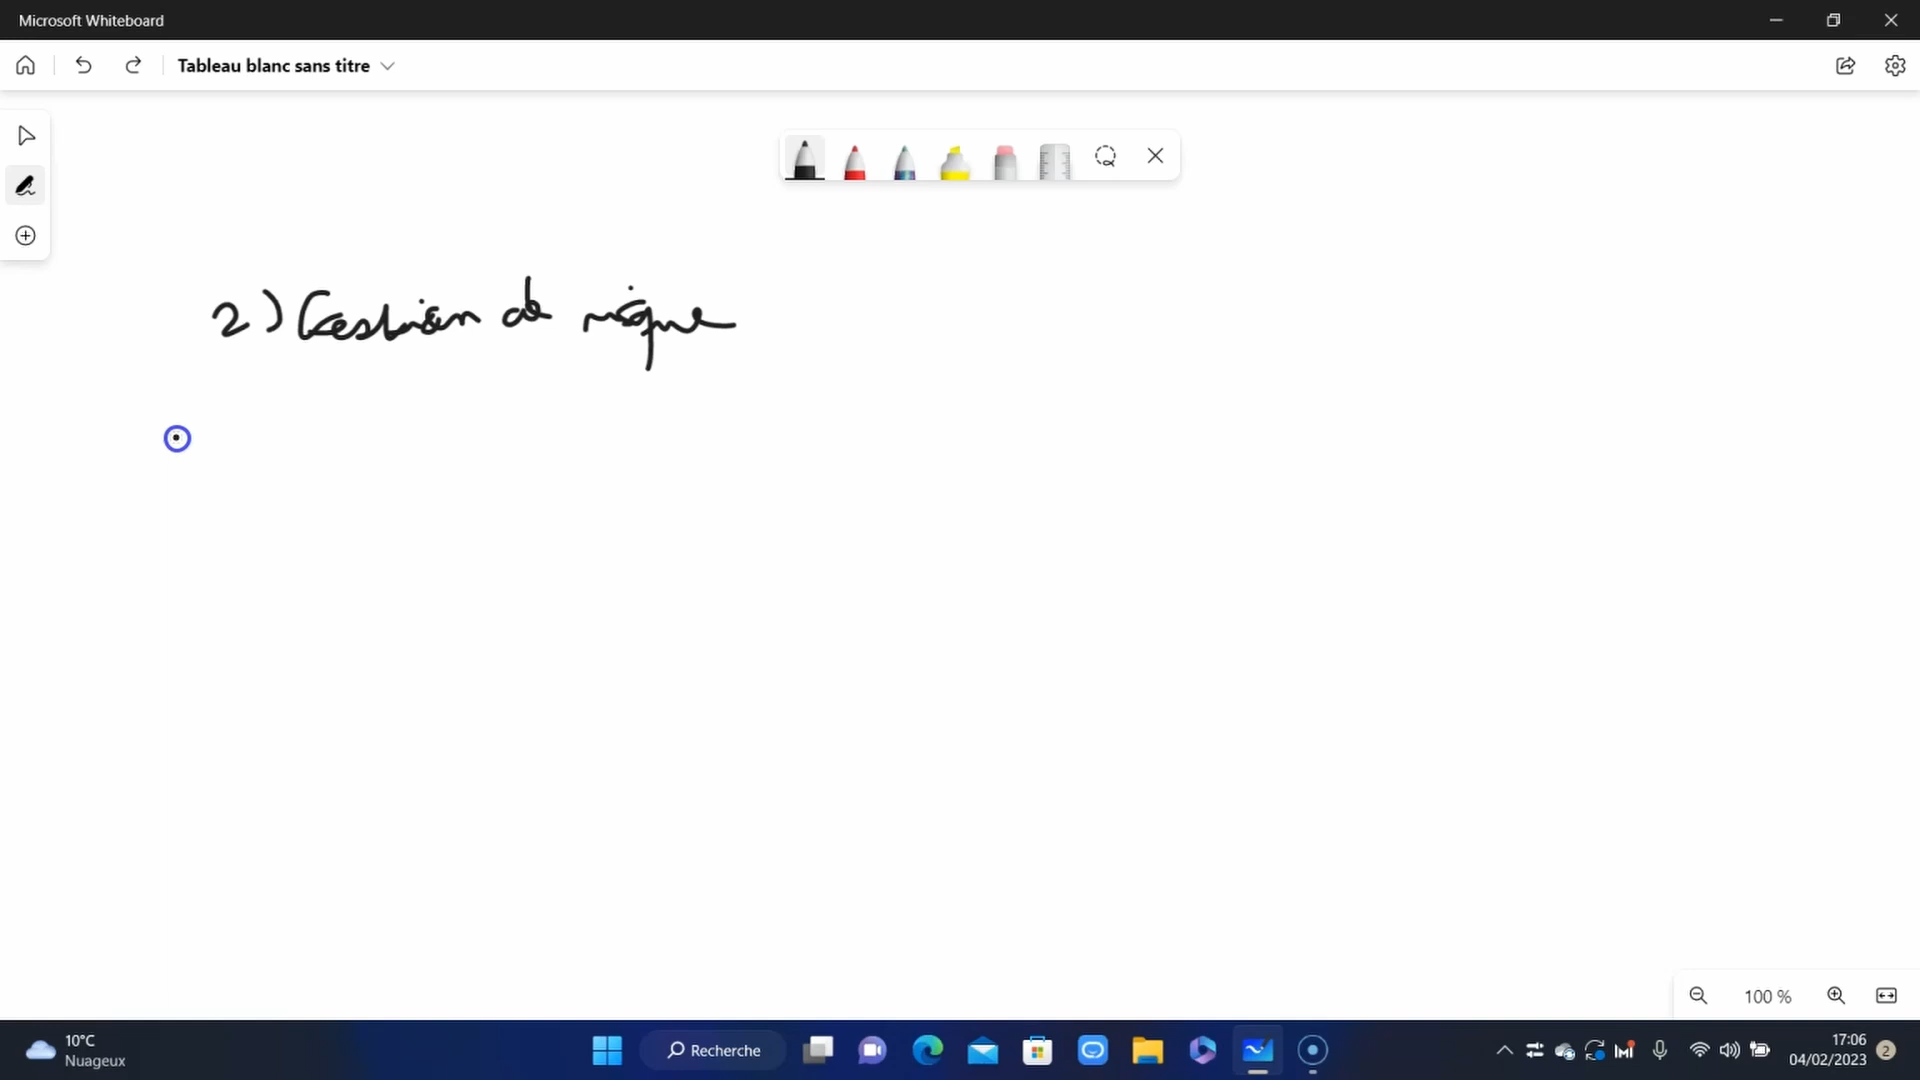 Microsoft Whiteboard
Tableau blanc sans titre
2) Gestion de risque
100 %
10°C
Nuageux
Recherche
17:06
04/02/2023
2